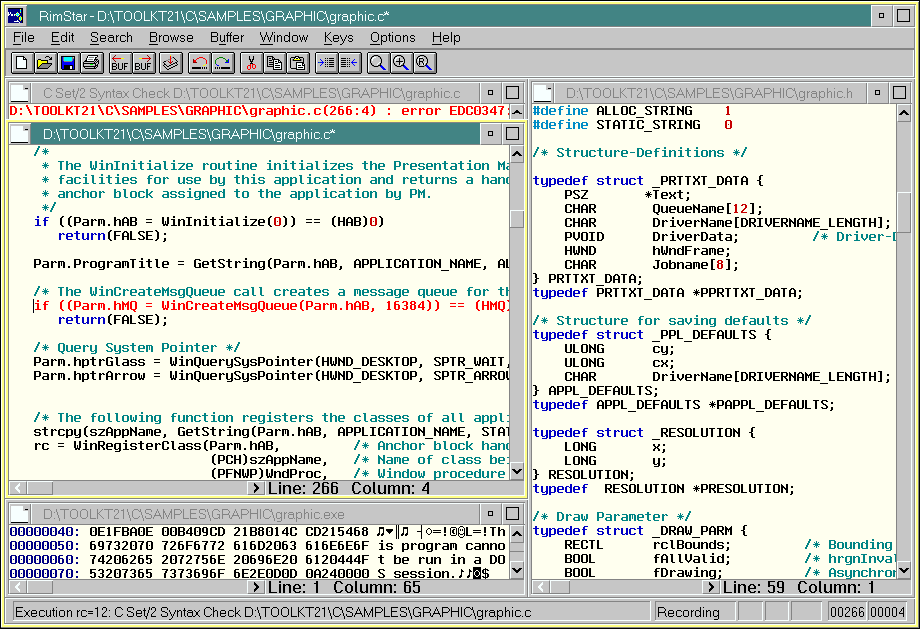 RimStar - D:\TOOLKT21\C\SAMPLES\GRAPHIC\graphic.c*
File Edit Search Browse Buffer Window Keys Options Help
BUF BUF
C Set/2 Syntax Check D:\TOOLKT21\C\SAMPLES\GRAPHIC\graphic.c
D:\TOOLKT21\C\SAMPLES\GRAPHIC\graphic.c(266:4) : error EDC0347:
D:\TOOLKT21\C\SAMPLES\GRAPHIC\graphic.c*
/*
* The WinInitialize routine initializes the Presentation Ma
* facilities for use by this application and returns a hand
* anchor block assigned to the application by PM.
*/
if ((Parm.hAB = WinInitialize(0)) == (HAB)0)
return(FALSE);
Parm.ProgramTitle = GetString(Parm.hAB, APPLICATION_NAME, AL
/* The WinCreateMsgQueue call creates a message queue for th
if ((Parm.hMQ = WinCreateMsgQueue(Parm.hAB, 16384)) == (HMQ)
return(FALSE);
/* Query System Pointer */
Parm.hptrGlass = WinQuerySysPointer(HWND_DESKTOP, SPTR_WAIT,
Parm.hptrArrow = WinQuerySysPointer(HWND_DESKTOP, SPTR_ARROW
/* The following function registers the classes of all appli
strcpy(szAppName, GetString(Parm.hAB, APPLICATION_NAME, STAT
rc = WinRegisterClass(Parm.hAB, /* Anchor block hand
(PCH)szAppName, /* Name of class bei
(PFNWP)WndProc, /* Window procedure
Line: 266 Column: 4
D:\TOOLKT21\C\SAMPLES\GRAPHIC\graphic.exe
00000040: 0E1FBA0E 00B409CD 21B8014C CD215468 ♫▼║♫ ┤○=!@@L=!Th
00000050: 69732070 726F6772 616D2063 616E6E6F is program canno
00000060: 74206265 2072756E 20696E20 6120444F t be run in a DO
00000070: 53207365 7373696F 6E2E0D0D 0A240000 S session.♪♪◙$
Line: 1 Column: 65
D:\TOOLKT21\C\SAMPLES\GRAPHIC\graphic.h
#define ALLOC_STRING 1
#define STATIC_STRING 0
/* Structure-Definitions */
typedef struct _PRTTXT_DATA {
PSZ *Text;
CHAR QueueName[12];
CHAR DriverName[DRIVERNAME_LENGTH];
PVOID DriverData; /* Driver-D
HWND hWndFrame;
CHAR Jobname[8];
} PRTTXT_DATA;
typedef PRTTXT_DATA *PPRTTXT_DATA;
/* Structure for saving defaults */
typedef struct _PPL_DEFAULTS {
ULONG cy;
ULONG cx;
CHAR DriverName[DRIVERNAME_LENGTH];
} APPL_DEFAULTS;
typedef APPL_DEFAULTS *PAPPL_DEFAULTS;
typedef struct _RESOLUTION {
LONG x;
LONG y;
} RESOLUTION;
typedef RESOLUTION *PRESOLUTION;
/* Draw Parameter */
typedef struct _DRAW_PARM {
RECTL rclBounds; /* Bounding
BOOL fAllValid; /* hrgnInval
BOOL fDrawing; /* Asynchron
Line: 59 Column: 1
Execution rc=12: C Set/2 Syntax Check D:\TOOLKT21\C\SAMPLES\GRAPHIC\graphic.c Recording 00266 00004